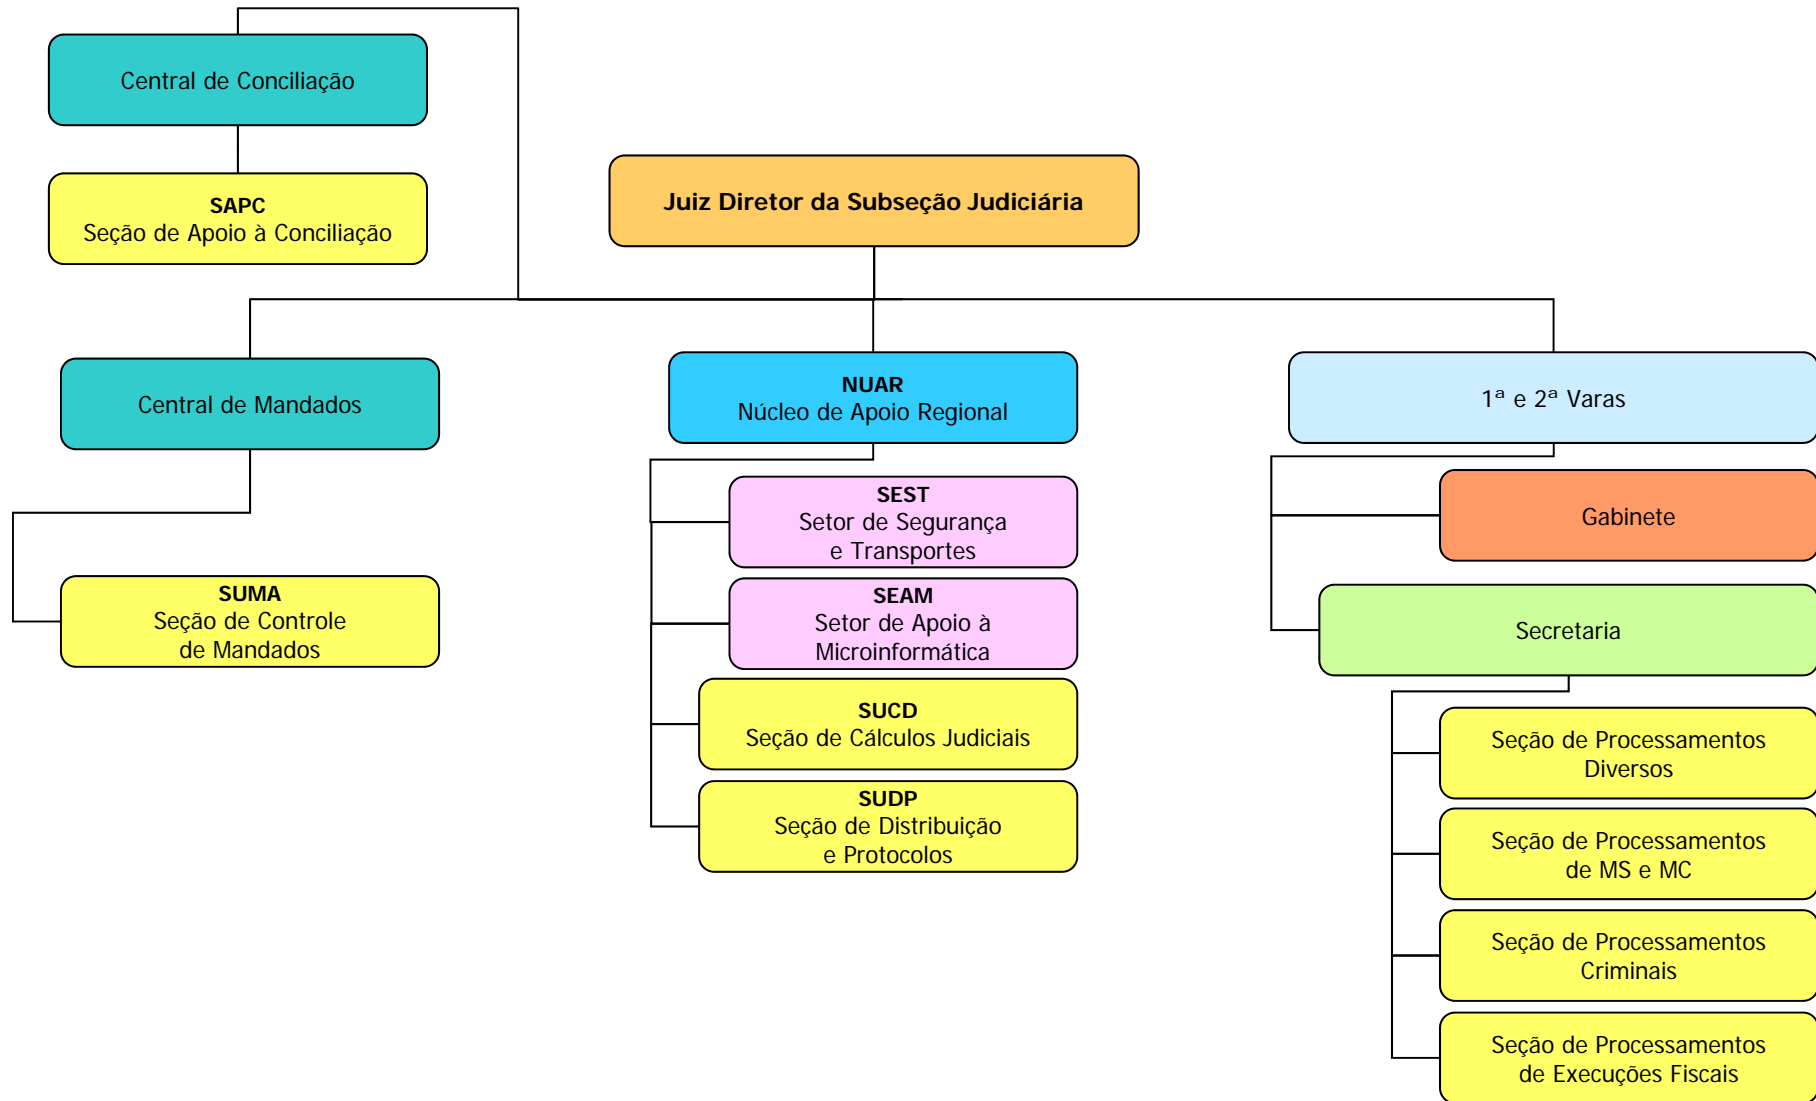 Central de Conciliação
SAPC
Seção de Apoio à Conciliação
Juiz Diretor da Subseção Judiciária
Central de Mandados
SUMA
Seção de Controle
de Mandados
NUAR
Núcleo de Apoio Regional
SEST
Setor de Segurança
e Transportes
SEAM
Setor de Apoio à
Microinformática
SUCD
Seção de Cálculos Judiciais
SUDP
Seção de Distribuição
e Protocolos
1ª e 2ª Varas
Gabinete
Secretaria
Seção de Processamentos
Diversos
Seção de Processamentos
de MS e MC
Seção de Processamentos
Criminais
Seção de Processamentos
de Execuções Fiscais